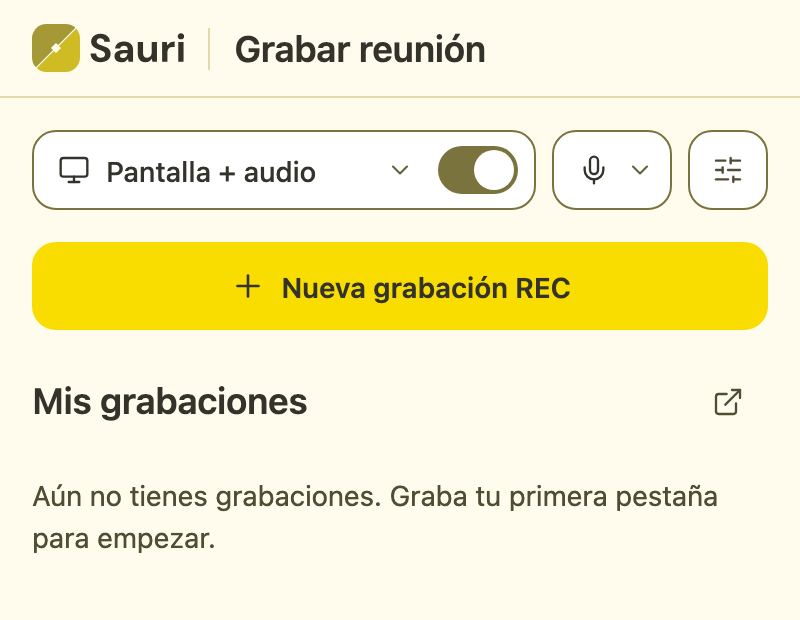 Sauri
Grabar reunión
Pantalla + audio
Nueva grabación REC
Mis grabaciones
Aún no tienes grabaciones. Graba tu primera pestaña
para empezar.